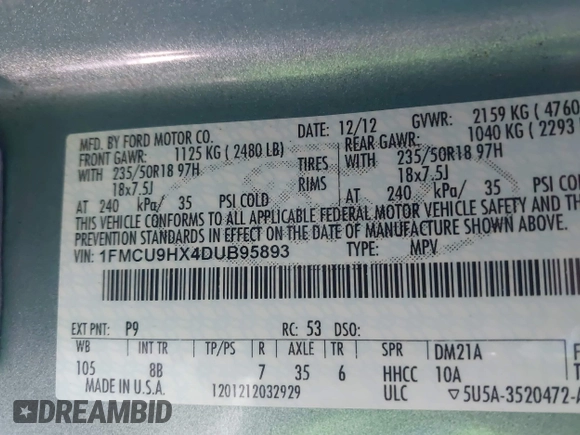 MFD. BY FORD MOTOR CO.
DATE: 12/12 GVWR: 2159 KG ( 4760
FRONT GAWR: 1125 KG ( 2480 LB) REAR GAWR: 1040 KG ( 2293
WITH 235/50R18 97H TIRES WITH 235/50R18 97H
18x7.5J RIMS 18x7.5J
AT 240 kPa/ 35 PSI COLD AT 240 kPa/ 35 PSI COL
THIS VEHICLE CONFORMS TO ALL APPLICABLE FEDERAL MOTOR VEHICLE SAFETY AND THE
PREVENTION STANDARDS IN EFFECT ON THE DATE OF MANUFACTURE SHOWN ABOVE.
VIN: 1FMCU9HX4DUB95893 TYPE: MPV
EXT PNT: P9 RC: 53 DSO:
WB INT TR TP/PS R AXLE TR SPR DM21A
105 8B 7 35 6 HHCC 10A
MADE IN U.S.A. 1201212032929 ULC ▽5U5A-3520472-A
AUCTIONHISTORY.IO